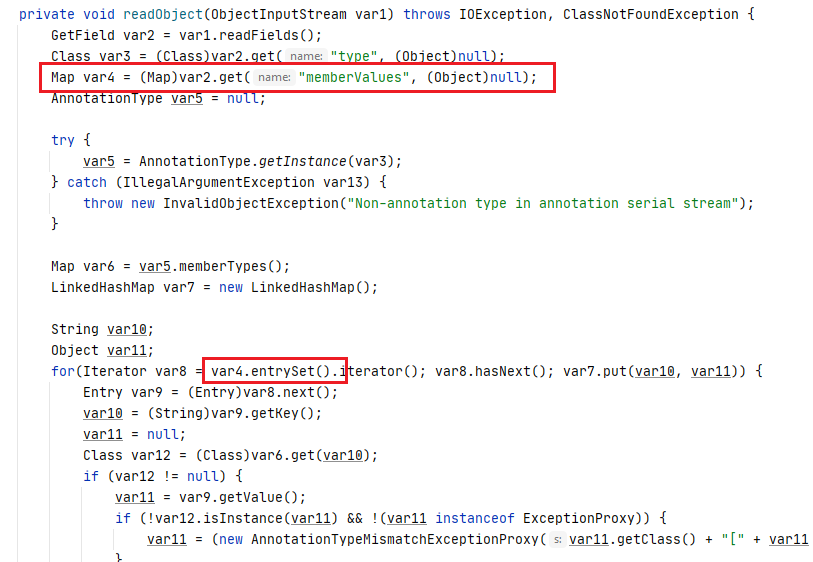 private void readObject(ObjectInputStream var1) throws IOException, ClassNotFoundException {
    GetField var2 = var1.readFields();
    Class var3 = (Class)var2.get( name: "type", (Object)null);
    Map var4 = (Map)var2.get( name: "memberValues", (Object)null);
    AnnotationType var5 = null;

    try {
        var5 = AnnotationType.getInstance(var3);
    } catch (IllegalArgumentException var13) {
        throw new InvalidObjectException("Non-annotation type in annotation serial stream");
    }

    Map var6 = var5.memberTypes();
    LinkedHashMap var7 = new LinkedHashMap();

    String var10;
    Object var11;
    for(Iterator var8 = var4.entrySet().iterator(); var8.hasNext(); var7.put(var10, var11)) {
        Entry var9 = (Entry)var8.next();
        var10 = (String)var9.getKey();
        var11 = null;
        Class var12 = (Class)var6.get(var10);
        if (var12 != null) {
            var11 = var9.getValue();
            if (!var12.isInstance(var11) && !(var11 instanceof ExceptionProxy)) {
                var11 = (new AnnotationTypeMismatchExceptionProxy( s: var11.getClass() + "[" + var11
            }